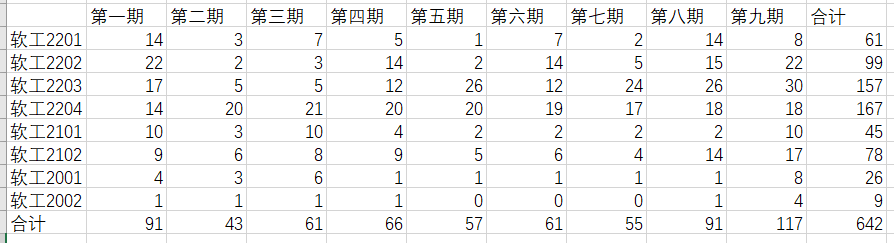 第一期 第二期 第三期 第四期 第五期 第六期 第七期 第八期 第九期 合计
软工2201 14 3 7 5 1 7 2 14 8 61
软工2202 22 2 3 14 2 14 5 15 22 99
软工2203 17 5 5 12 26 12 24 26 30 157
软工2204 14 20 21 20 20 19 17 18 18 167
软工2101 10 3 10 4 2 2 2 2 10 45
软工2102 9 6 8 9 5 6 4 14 17 78
软工2001 4 3 6 1 1 1 1 1 8 26
软工2002 1 1 1 1 0 0 0 1 4 9
合计 91 43 61 66 57 61 55 91 117 642